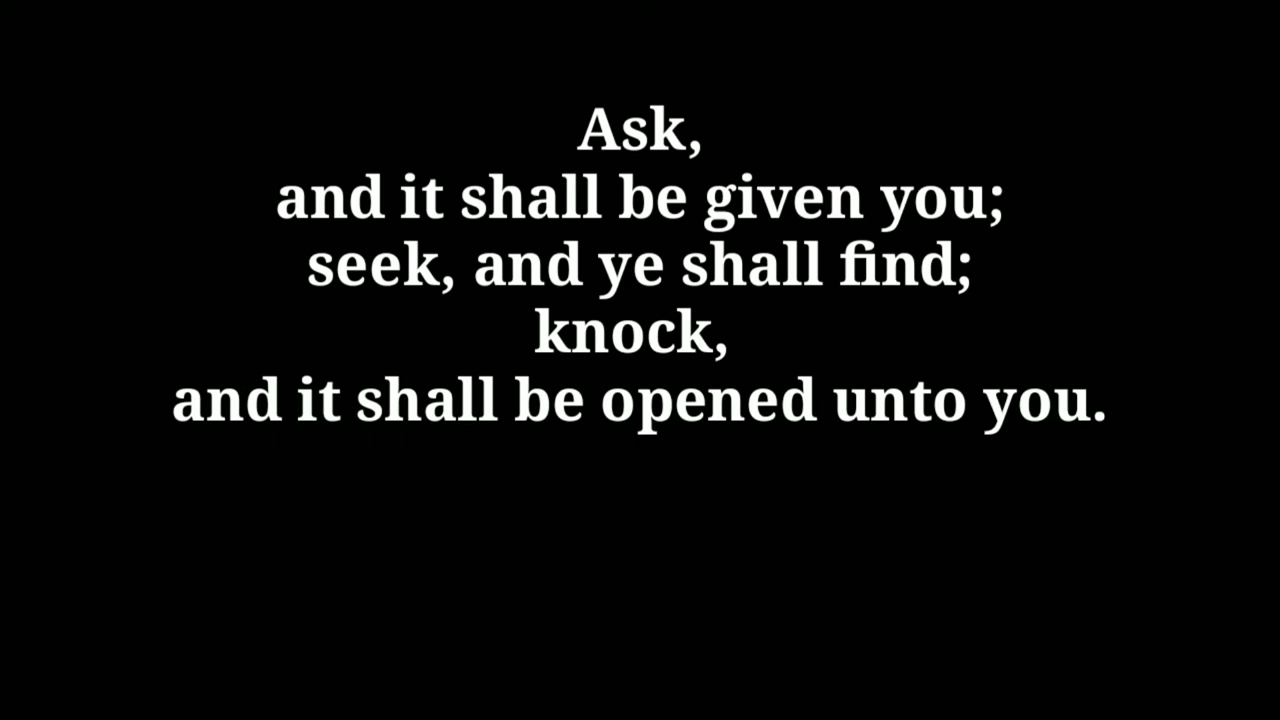 Ask,
and it shall be given you;
seek, and ye shall find;
knock,
and it shall be opened unto you.